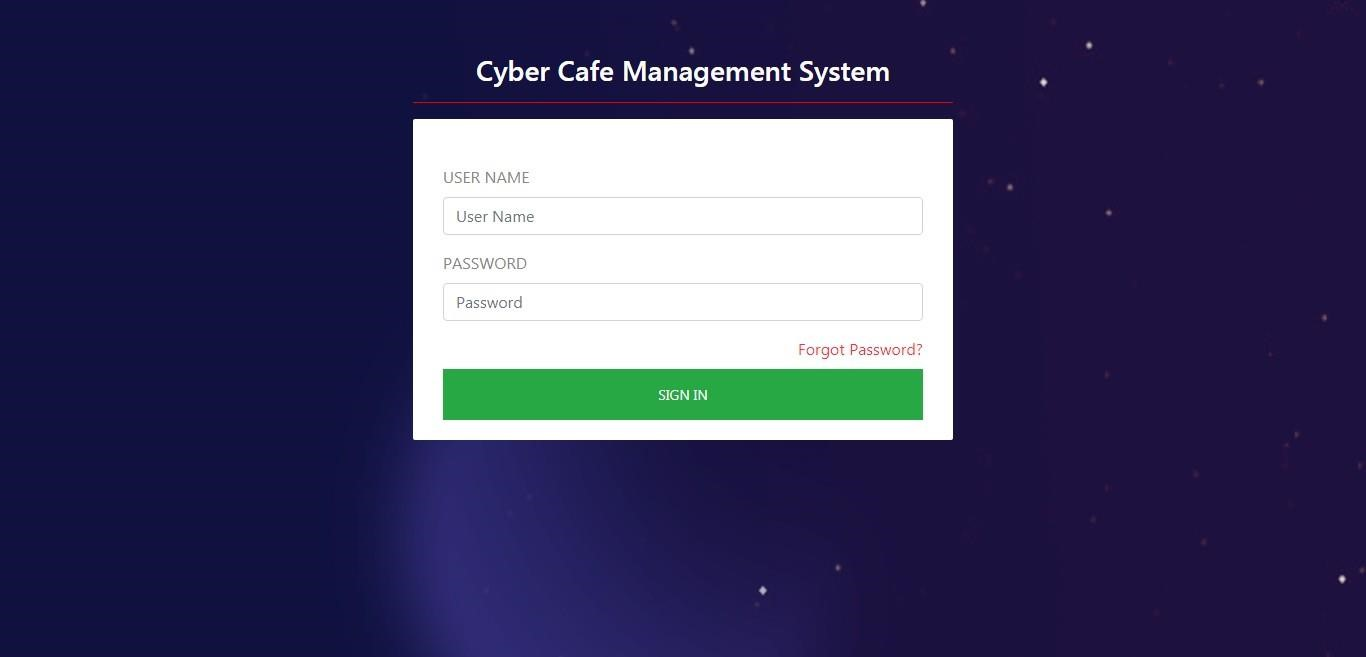 Cyber Cafe Management System
USER NAME
User Name
PASSWORD
Password
Forgot Password?
SIGN IN